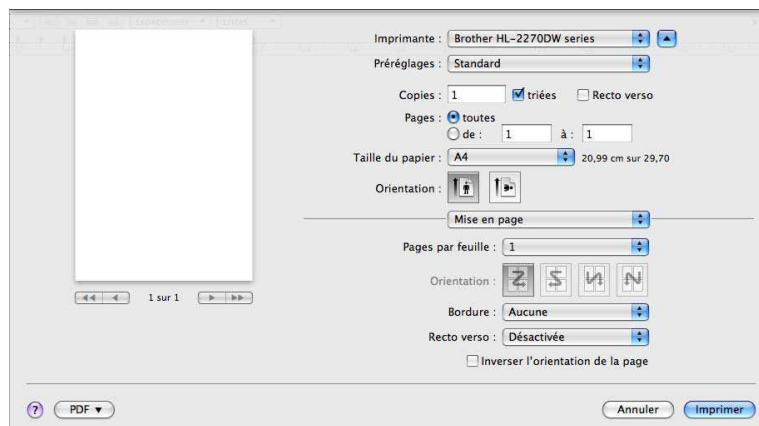 Imprimante : Brother HL-2270DW series
Préréglages : Standard
Copies : 1 triées Recto verso
Pages : toutes
de : 1 à : 1
Taille du papier : A4 20,99 cm sur 29,70
Orientation :
Mise en page
Pages par feuille : 1
Orientation :
Bordure : Aucune
Recto verso : Désactivée
Inverser l'orientation de la page
1 sur 1
? PDF Annuler Imprimer